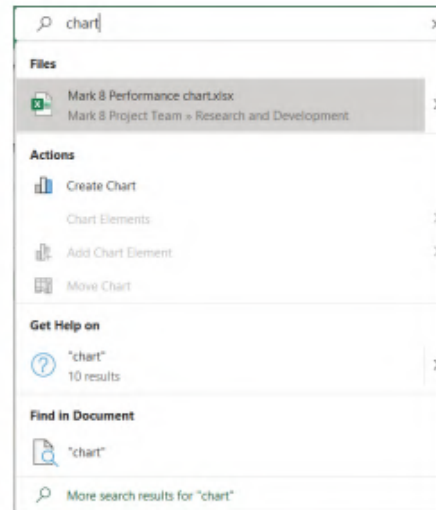 chart
Files
Mark 8 Performance chart.xlsx
Mark 8 Project Team » Research and Development
Actions
Create Chart
Chart Elements
Add Chart Element
Move Chart
Get Help on
"chart"
10 results
Find in Document
"chart"
More search results for "chart"